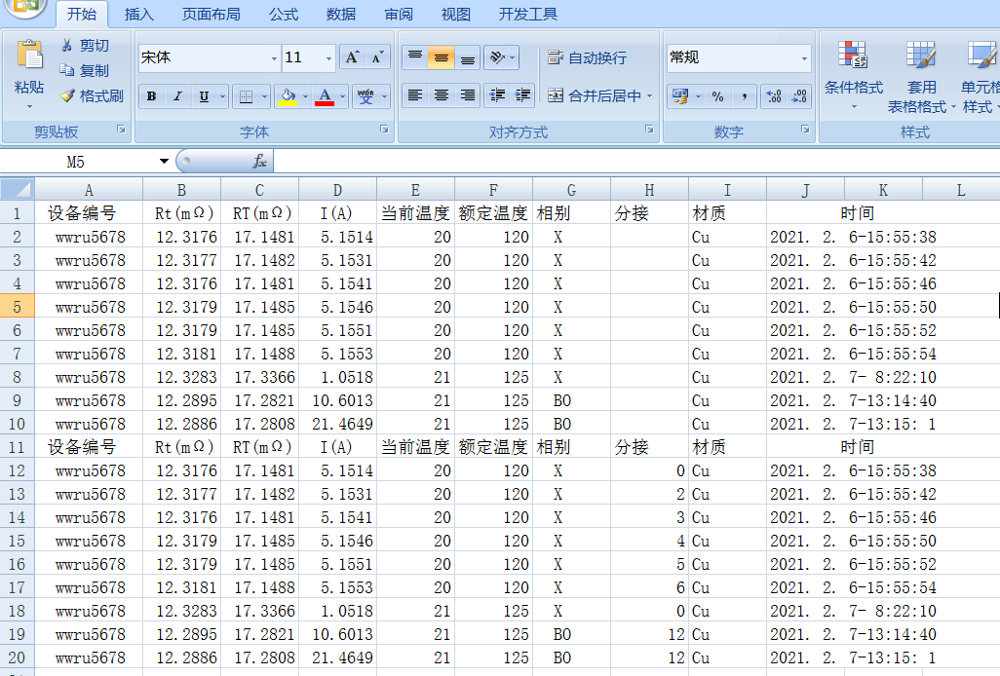 开始 插入 页面布局 公式 数据 审阅 视图 开发工具
剪切
复制
格式刷
粘贴
剪贴板
宋体 11
B I U
A A
A
wén
变
字体
自动换行
合并后居中
对齐方式
常规
% ,
.0 .00
.00 .0
数字
条件格式
套用
表格格式
单元格
样式
样式
M5 fx
A B C D E F G H I J K L
1 设备编号 Rt(mΩ) RT(mΩ) I(A) 当前温度 额定温度 相别 分接 材质 时间
2 wwru5678 12.3176 17.1481 5.1514 20 120 X Cu 2021. 2. 6-15:55:38
3 wwru5678 12.3177 17.1482 5.1531 20 120 X Cu 2021. 2. 6-15:55:42
4 wwru5678 12.3176 17.1481 5.1541 20 120 X Cu 2021. 2. 6-15:55:46
5 wwru5678 12.3179 17.1485 5.1546 20 120 X Cu 2021. 2. 6-15:55:50
6 wwru5678 12.3179 17.1485 5.1551 20 120 X Cu 2021. 2. 6-15:55:52
7 wwru5678 12.3181 17.1488 5.1553 20 120 X Cu 2021. 2. 6-15:55:54
8 wwru5678 12.3283 17.3366 1.0518 21 125 X Cu 2021. 2. 7- 8:22:10
9 wwru5678 12.2895 17.2821 10.6013 21 125 BO Cu 2021. 2. 7-13:14:40
10 wwru5678 12.2886 17.2808 21.4649 21 125 BO Cu 2021. 2. 7-13:15: 1
11 设备编号 Rt(mΩ) RT(mΩ) I(A) 当前温度 额定温度 相别 分接 材质 时间
12 wwru5678 12.3176 17.1481 5.1514 20 120 X 0 Cu 2021. 2. 6-15:55:38
13 wwru5678 12.3177 17.1482 5.1531 20 120 X 2 Cu 2021. 2. 6-15:55:42
14 wwru5678 12.3176 17.1481 5.1541 20 120 X 3 Cu 2021. 2. 6-15:55:46
15 wwru5678 12.3179 17.1485 5.1546 20 120 X 4 Cu 2021. 2. 6-15:55:50
16 wwru5678 12.3179 17.1485 5.1551 20 120 X 5 Cu 2021. 2. 6-15:55:52
17 wwru5678 12.3181 17.1488 5.1553 20 120 X 6 Cu 2021. 2. 6-15:55:54
18 wwru5678 12.3283 17.3366 1.0518 21 125 X 0 Cu 2021. 2. 7- 8:22:10
19 wwru5678 12.2895 17.2821 10.6013 21 125 BO 12 Cu 2021. 2. 7-13:14:40
20 wwru5678 12.2886 17.2808 21.4649 21 125 BO 12 Cu 2021. 2. 7-13:15: 1